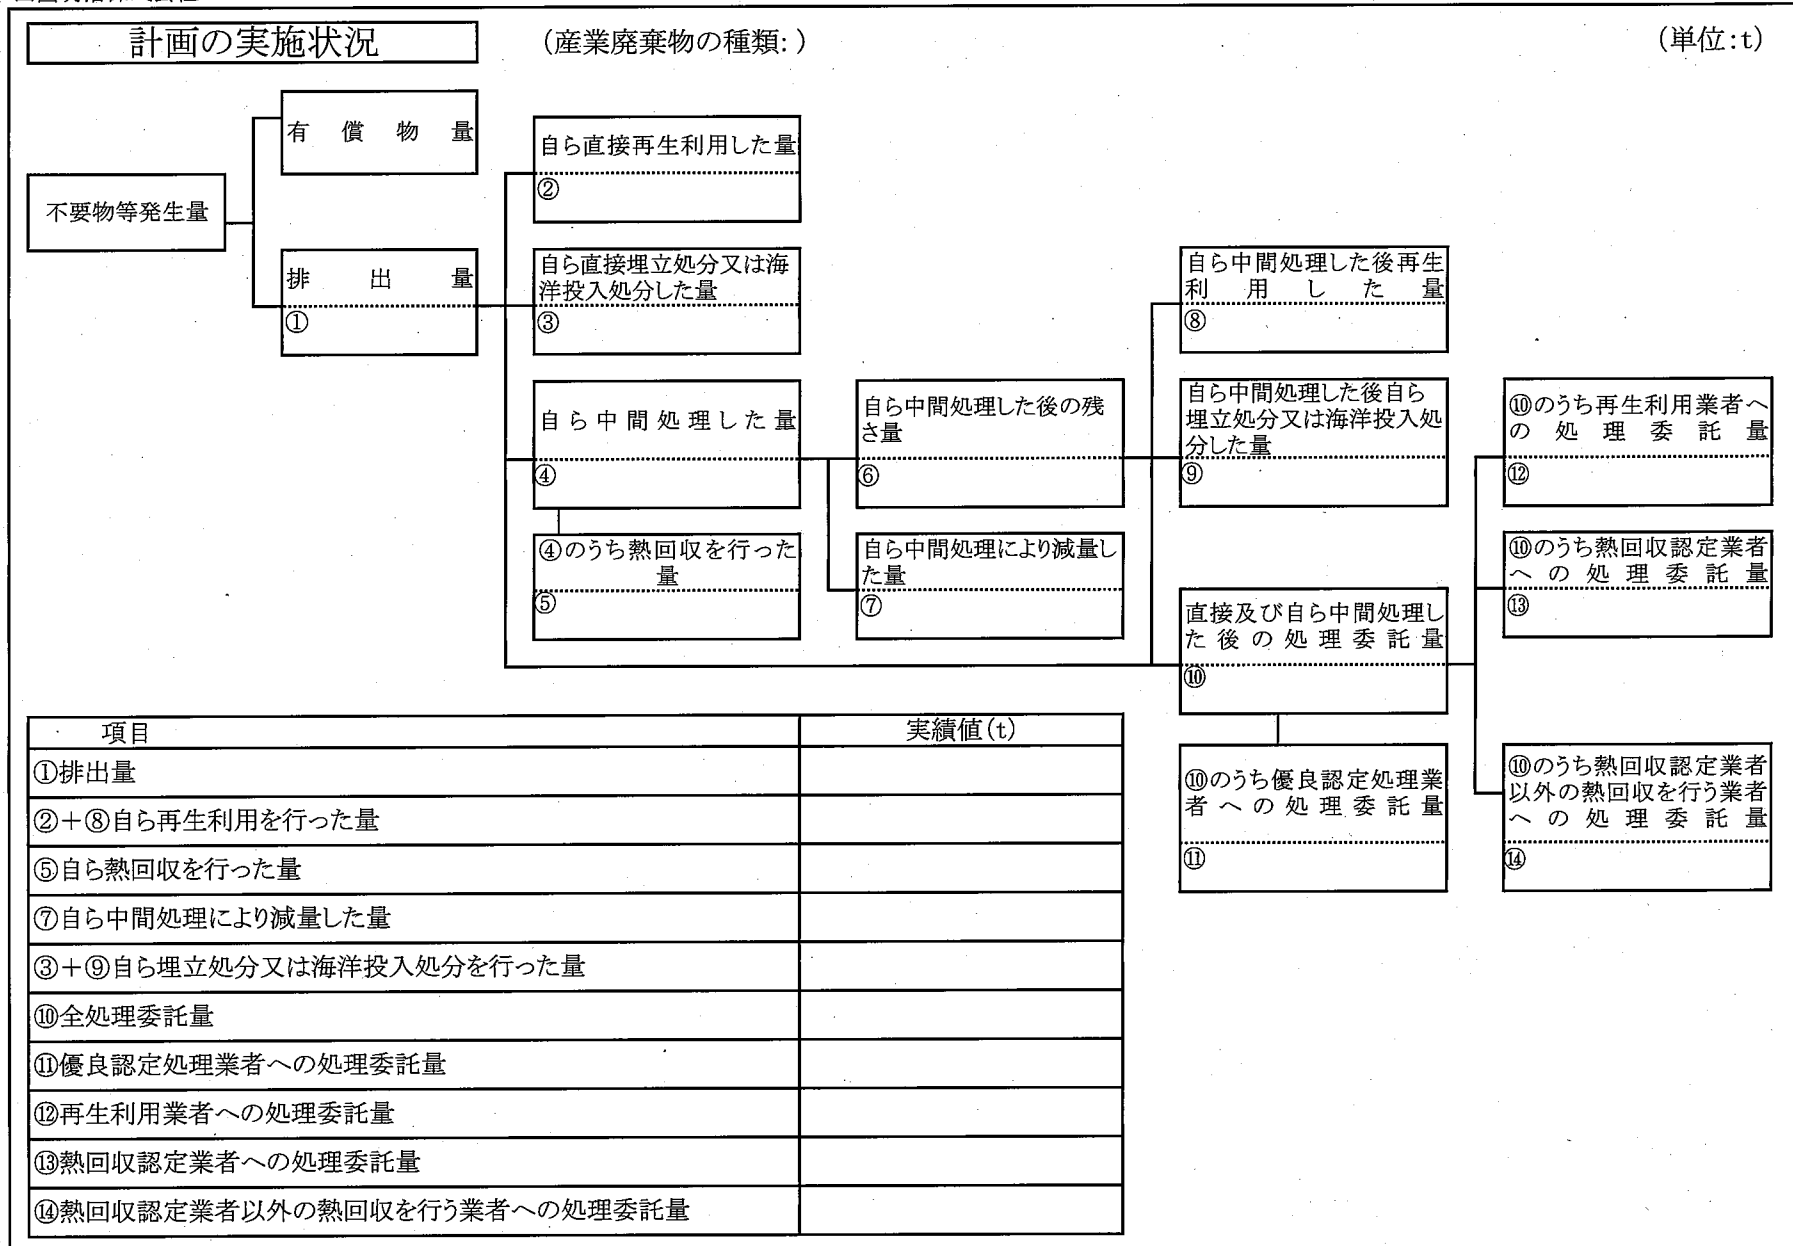 計画の実施状況
(産業廃棄物の種類:)
(単位:t)
有償物量
不要物等発生量
排出量
①
自ら直接再生利用した量
②
自ら直接埋立処分又は海
洋投入処分した量
③
自ら中間処理した量
④
④のうち熱回収を行った
量
⑤
自ら中間処理した後の残
さ量
⑥
自ら中間処理により減量し
た量
⑦
自ら中間処理した後再生
利用した量
⑧
自ら中間処理した後自ら
埋立処分又は海洋投入処
分した量
⑨
直接及び自ら中間処理し
た後の処理委託量
⑩
⑩のうち優良認定処理業
者への処理委託量
⑪
⑩のうち再生利用業者へ
の処理委託量
⑫
⑩のうち熱回収認定業者
への処理委託量
⑬
⑩のうち熱回収認定業者
以外の熱回収を行う業者
への処理委託量
⑭
項目 実績値(t)
①排出量
②+⑧自ら再生利用を行った量
⑤自ら熱回収を行った量
⑦自ら中間処理により減量した量
③+⑨自ら埋立処分又は海洋投入処分を行った量
⑩全処理委託量
⑪優良認定処理業者への処理委託量
⑫再生利用業者への処理委託量
⑬熱回収認定業者への処理委託量
⑭熱回収認定業者以外の熱回収を行う業者への処理委託量